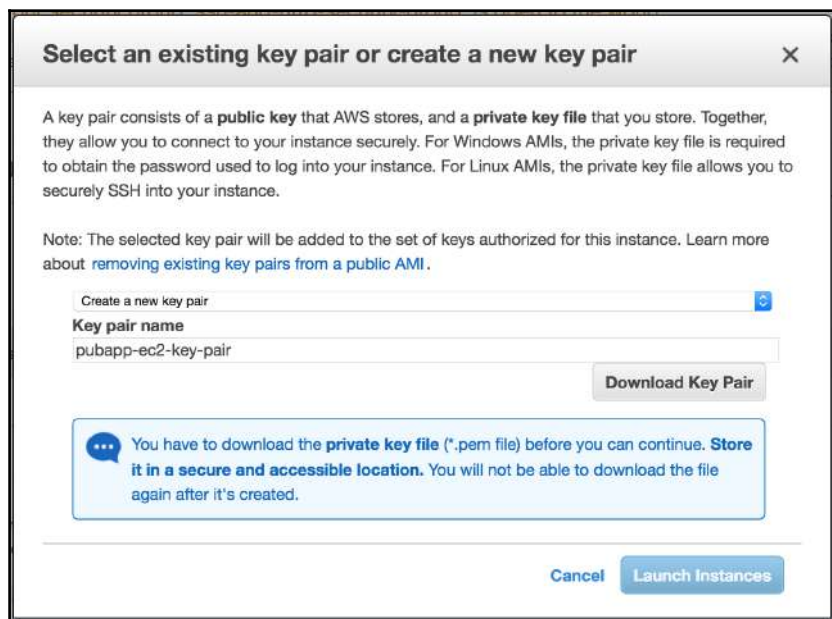 Select an existing key pair or create a new key pair
A key pair consists of a public key that AWS stores, and a private key file that you store. Together,
they allow you to connect to your instance securely. For Windows AMIs, the private key file is required
to obtain the password used to log into your instance. For Linux AMIs, the private key file allows you to
securely SSH into your instance.
Note: The selected key pair will be added to the set of keys authorized for this instance. Learn more
about removing existing key pairs from a public AMI.
Create a new key pair
Key pair name
pubapp-ec2-key-pair
Download Key Pair
You have to download the private key file (*.pem file) before you can continue. Store
it in a secure and accessible location. You will not be able to download the file
again after it's created.
Cancel
Launch Instances